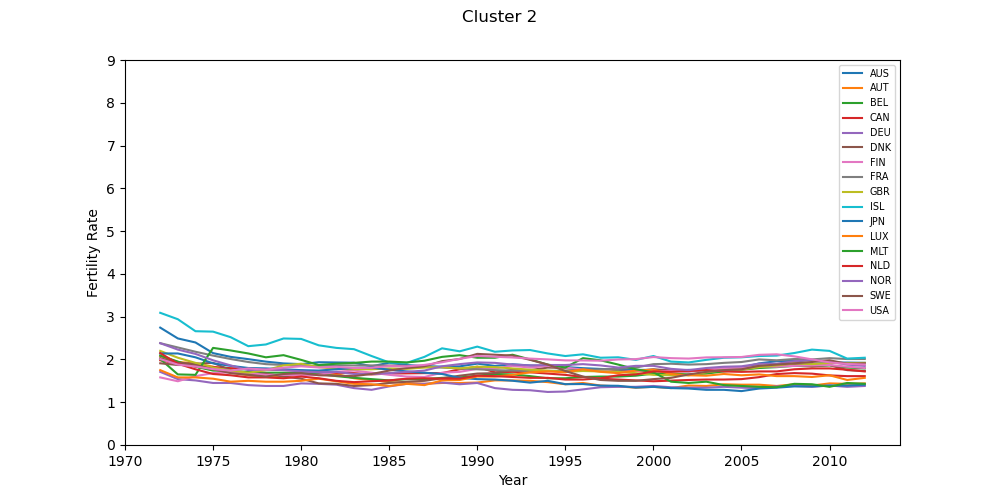 Cluster 2
Fertility Rate
9
8
7
6
5
4
3
2
1
0
1970 1975 1980 1985 1990 1995 2000 2005 2010
Year
AUS
AUT
BEL
CAN
DEU
DNK
FIN
FRA
GBR
ISL
JPN
LUX
MLT
NLD
NOR
SWE
USA